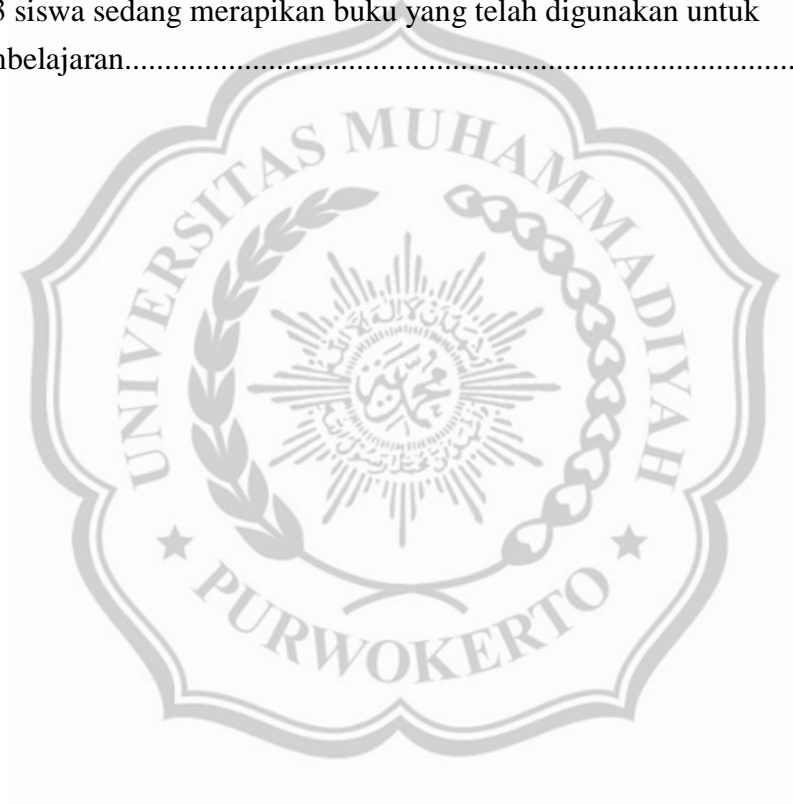 3 siswa sedang merapikan buku yang telah digunakan untuk
mbelajaran....................................................................................
UNIVERSITAS MUHAMMADIYAH
PURWOKERTO